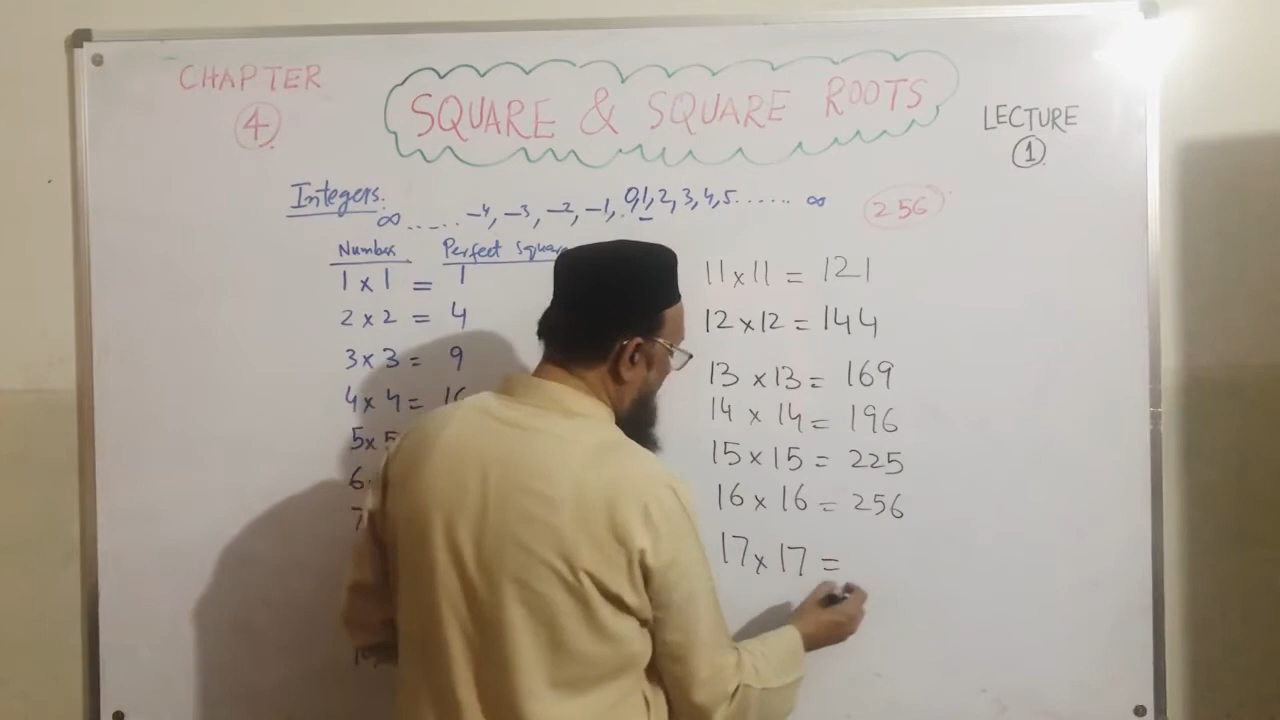 CHAPTER
4
SQUARE & SQUARE ROOTS
LECTURE
1
Integers.
∞ ...... -4, -3, -2, -1, 0, 1, 2, 3, 4, 5...... ∞
256
Number Perfect Square
1 x 1 = 1
2 x 2 = 4
3 x 3 = 9
4 x 4 = 16
5 x 5
6
7
11 x 11 = 121
12 x 12 = 144
13 x 13 = 169
14 x 14 = 196
15 x 15 = 225
16 x 16 = 256
17 x 17 =